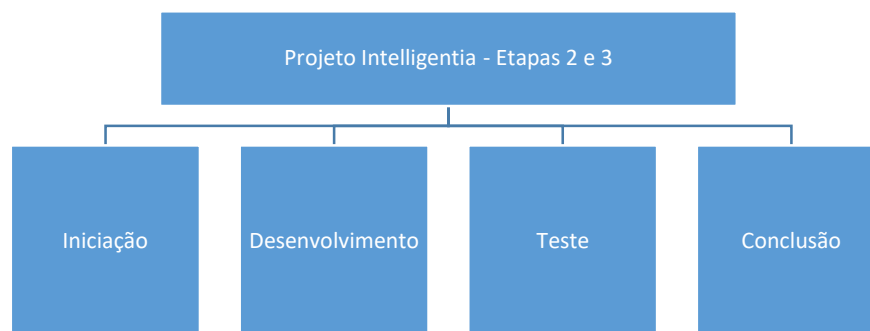 Projeto Intelligentia - Etapas 2 e 3
Iniciação
Desenvolvimento
Teste
Conclusão